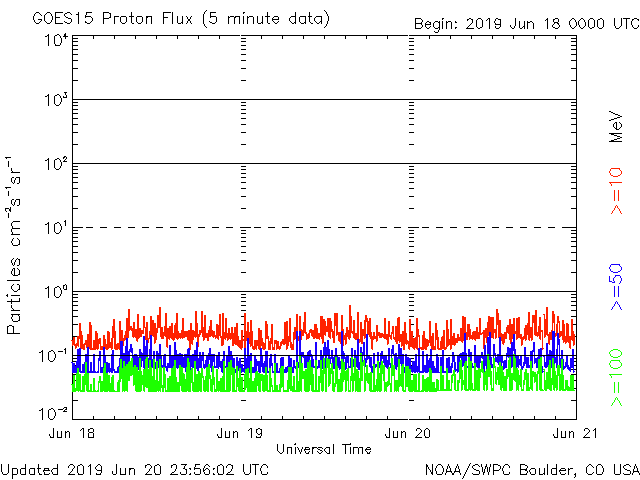 GOES15 Proton Flux (5 minute data)
Begin: 2019 Jun 18 0000 UTC
Particles cm⁻²s⁻¹sr⁻¹
10⁴
10³
10²
10¹
10⁰
10⁻¹
10⁻²
Jun 18
Jun 19
Jun 20
Jun 21
Universal Time
MeV
>=10
>=50
>=100
Updated 2019 Jun 20 23:56:02 UTC
NOAA/SWPC Boulder, CO USA